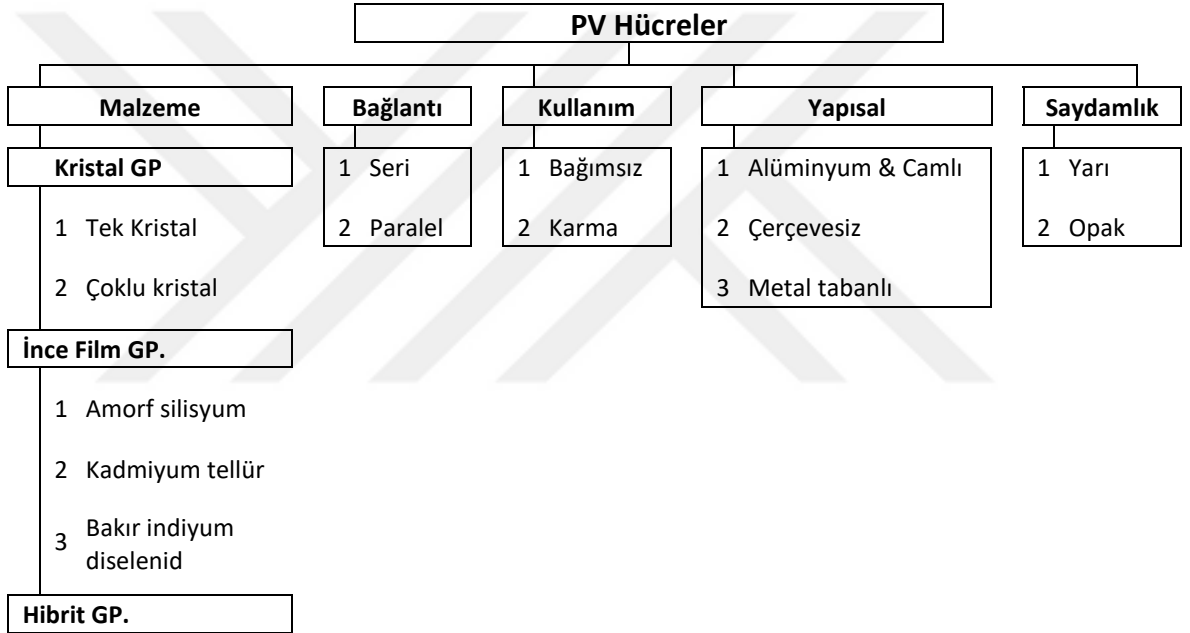 PV Hücreler
Malzeme
Kristal GP
1 Tek Kristal
2 Çoklu kristal
İnce Film GP.
1 Amorf silisyum
2 Kadmiyum tellür
3 Bakır indiyum
diselenid
Hibrit GP.
Bağlantı
1 Seri
2 Paralel
Kullanım
1 Bağımsız
2 Karma
Yapısal
1 Alüminyum & Camlı
2 Çerçevesiz
3 Metal tabanlı
Saydamlık
1 Yarı
2 Opak